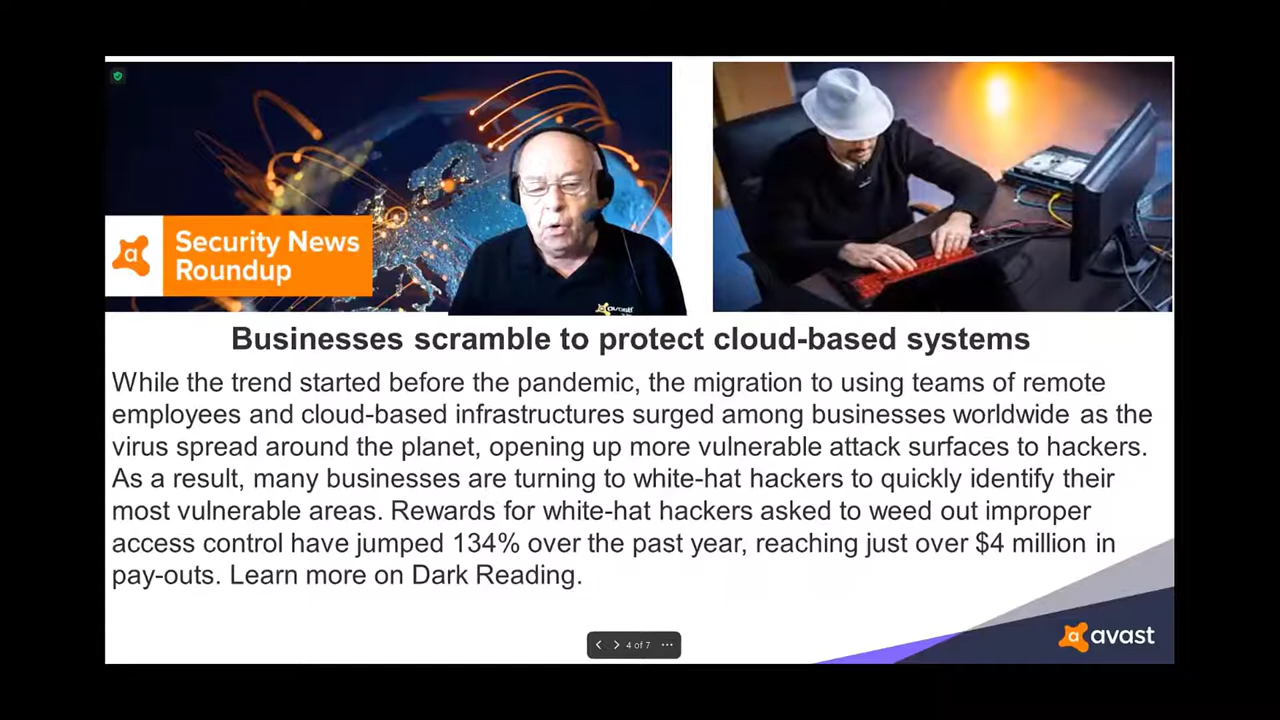 Security News
Roundup
avast
Businesses scramble to protect cloud-based systems
While the trend started before the pandemic, the migration to using teams of remote
employees and cloud-based infrastructures surged among businesses worldwide as the
virus spread around the planet, opening up more vulnerable attack surfaces to hackers.
As a result, many businesses are turning to white-hat hackers to quickly identify their
most vulnerable areas. Rewards for white-hat hackers asked to weed out improper
access control have jumped 134% over the past year, reaching just over $4 million in
pay-outs. Learn more on Dark Reading.
4 of 7
avast